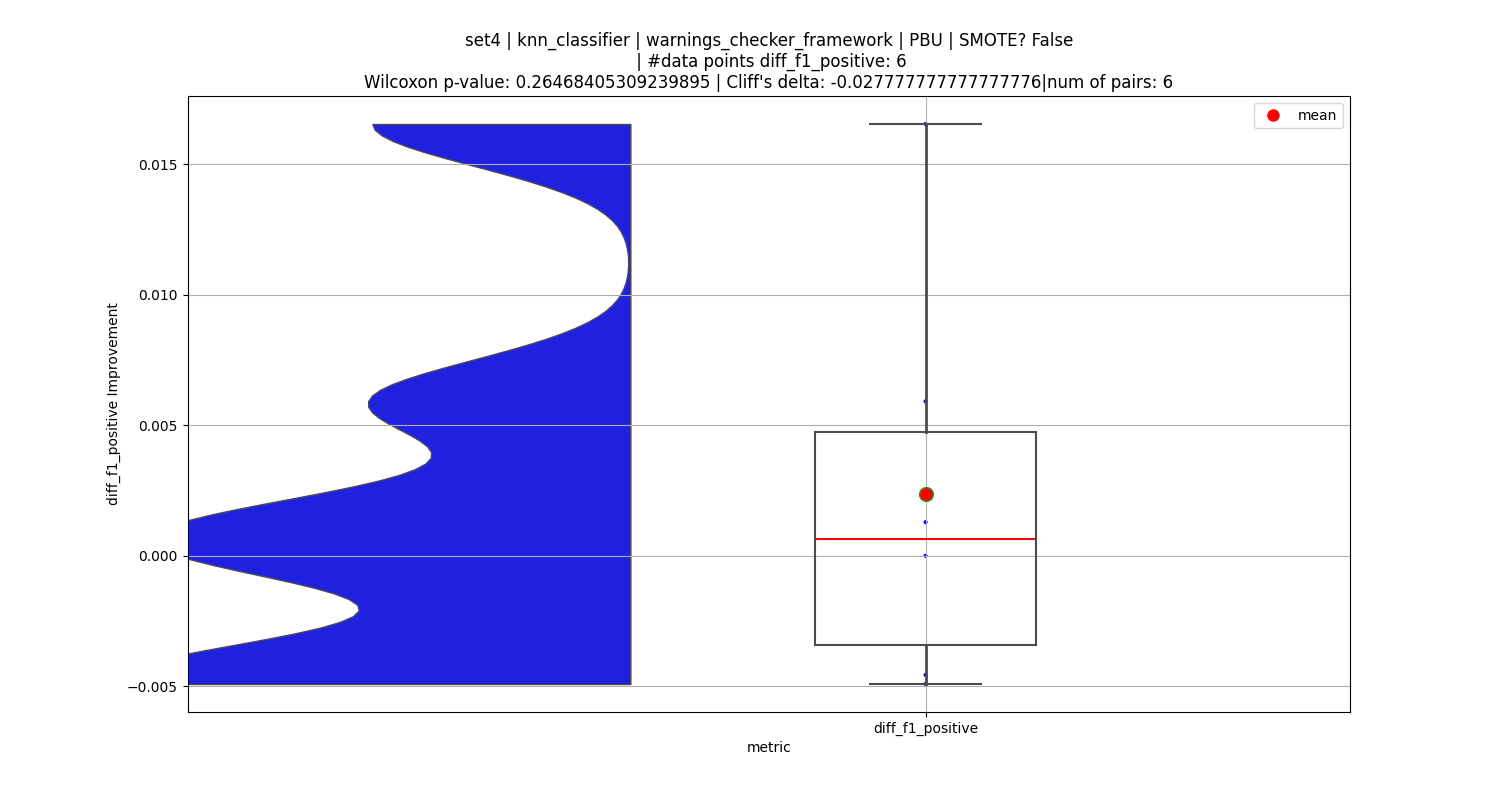 set4 | knn_classifier | warnings_checker_framework | PBU | SMOTE? False
| #data points diff_f1_positive: 6
Wilcoxon p-value: 0.26468405309239895 | Cliff's delta: -0.027777777777777776|num of pairs: 6
mean
0.015
0.010
0.005
0.000
−0.005
diff_f1_positive Improvement
diff_f1_positive
metric